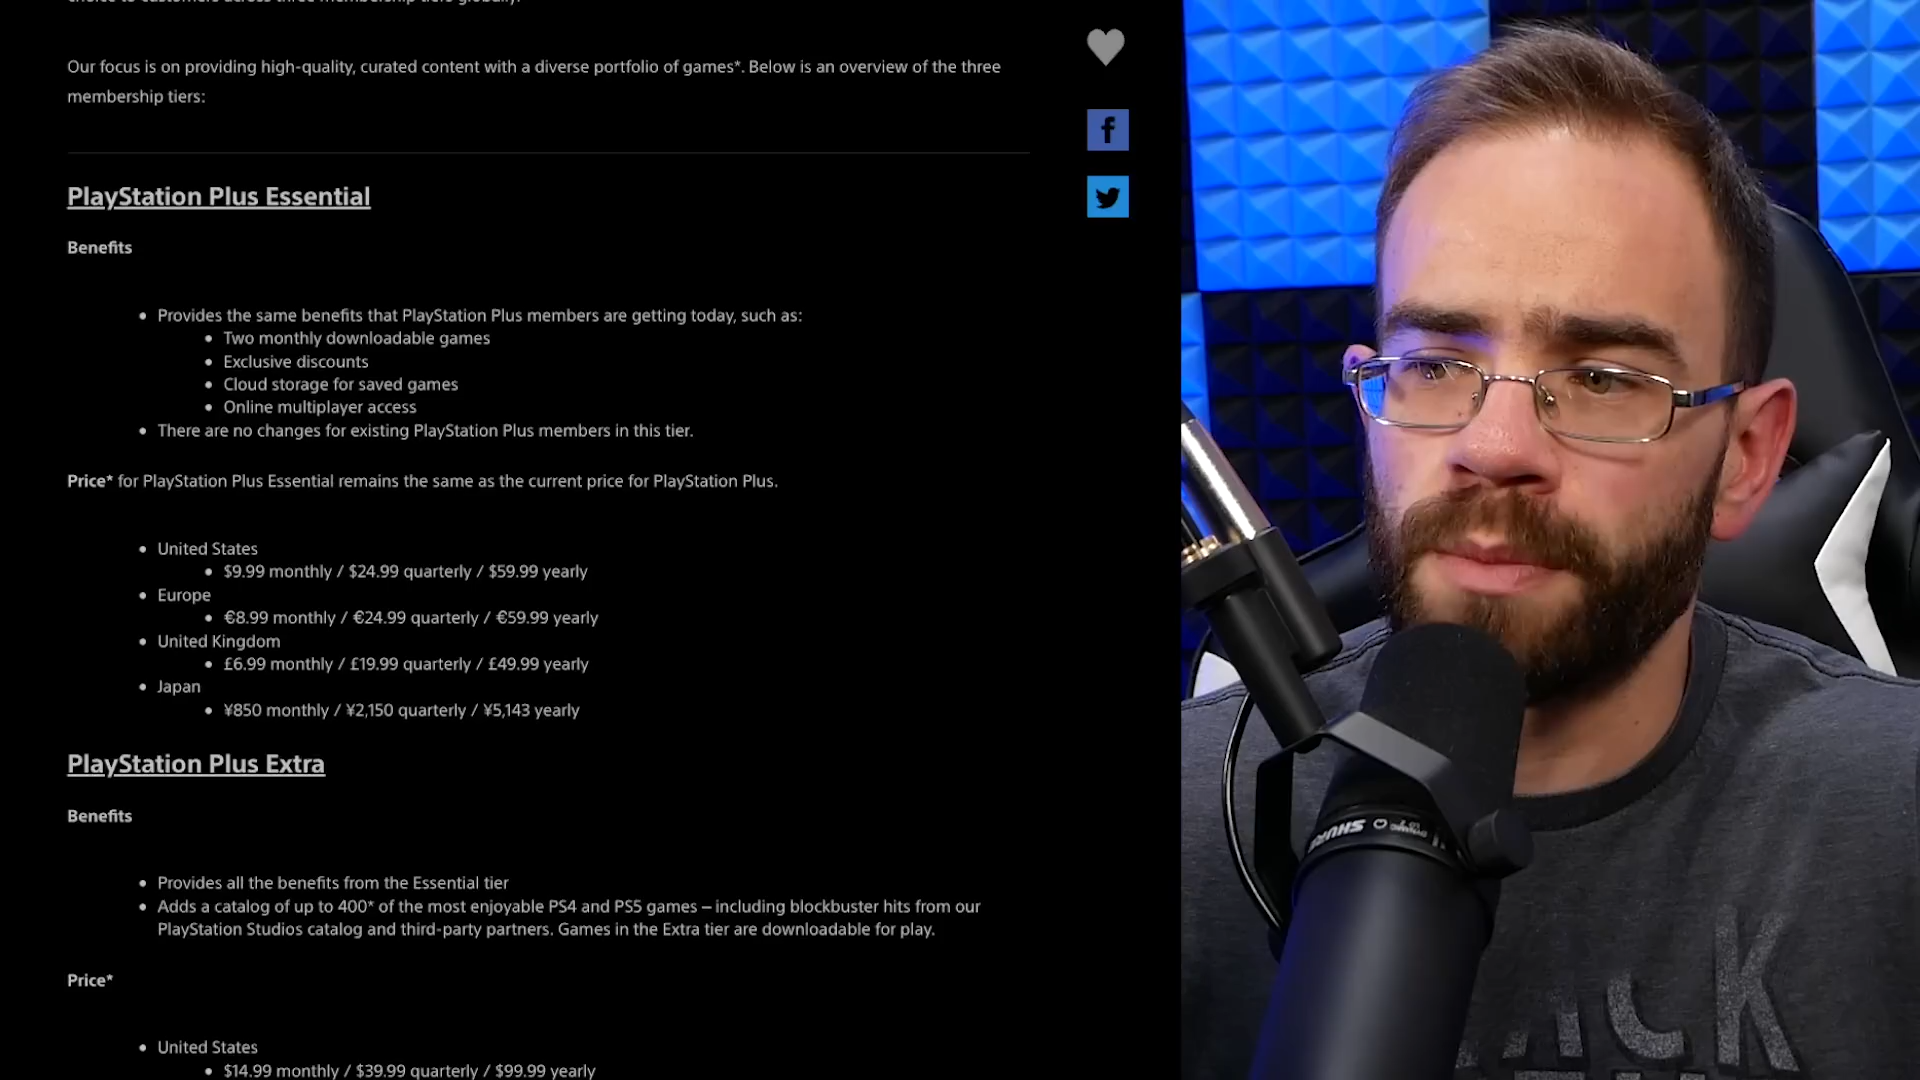 choice to customers across three membership tiers globally.
Our focus is on providing high-quality, curated content with a diverse portfolio of games*. Below is an overview of the three
membership tiers:
PlayStation Plus Essential
Benefits
• Provides the same benefits that PlayStation Plus members are getting today, such as:
• Two monthly downloadable games
• Exclusive discounts
• Cloud storage for saved games
• Online multiplayer access
• There are no changes for existing PlayStation Plus members in this tier.
Price* for PlayStation Plus Essential remains the same as the current price for PlayStation Plus.
• United States
• $9.99 monthly / $24.99 quarterly / $59.99 yearly
• Europe
• €8.99 monthly / €24.99 quarterly / €59.99 yearly
• United Kingdom
• £6.99 monthly / £19.99 quarterly / £49.99 yearly
• Japan
• ¥850 monthly / ¥2,150 quarterly / ¥5,143 yearly
PlayStation Plus Extra
Benefits
• Provides all the benefits from the Essential tier
• Adds a catalog of up to 400* of the most enjoyable PS4 and PS5 games – including blockbuster hits from our
PlayStation Studios catalog and third-party partners. Games in the Extra tier are downloadable for play.
Price*
• United States
• $14.99 monthly / $39.99 quarterly / $99.99 yearly
f
SHURE